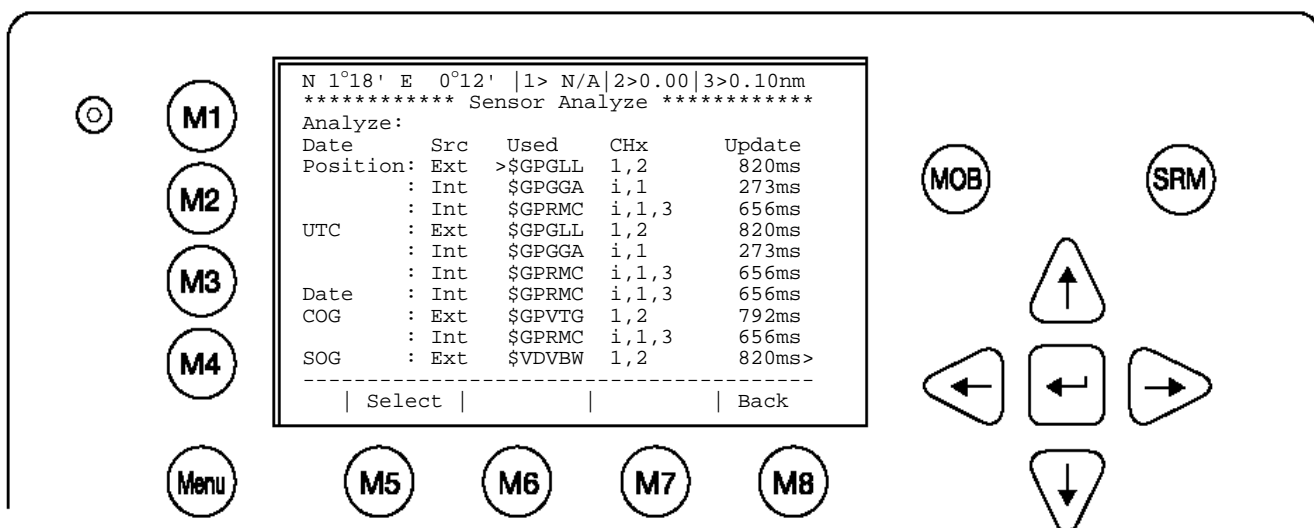 N 1°18' E 0°12' |1> N/A|2>0.00|3>0.10nm
************ Sensor Analyze ************
Analyze:
Date Src Used CHx Update
Position: Ext >$GPGLL 1,2 820ms
: Int $GPGGA i,1 273ms
: Int $GPRMC i,1,3 656ms
UTC : Ext $GPGLL 1,2 820ms
: Int $GPGGA i,1 273ms
: Int $GPRMC i,1,3 656ms
Date : Int $GPRMC i,1,3 656ms
COG : Ext $GPVTG 1,2 792ms
: Int $GPRMC i,1,3 656ms
SOG : Ext $VDVBW 1,2 820ms>
----------------------------------------
| Select | | | Back
M1
M2
M3
M4
MOB
SRM
Menu
M5
M6
M7
M8